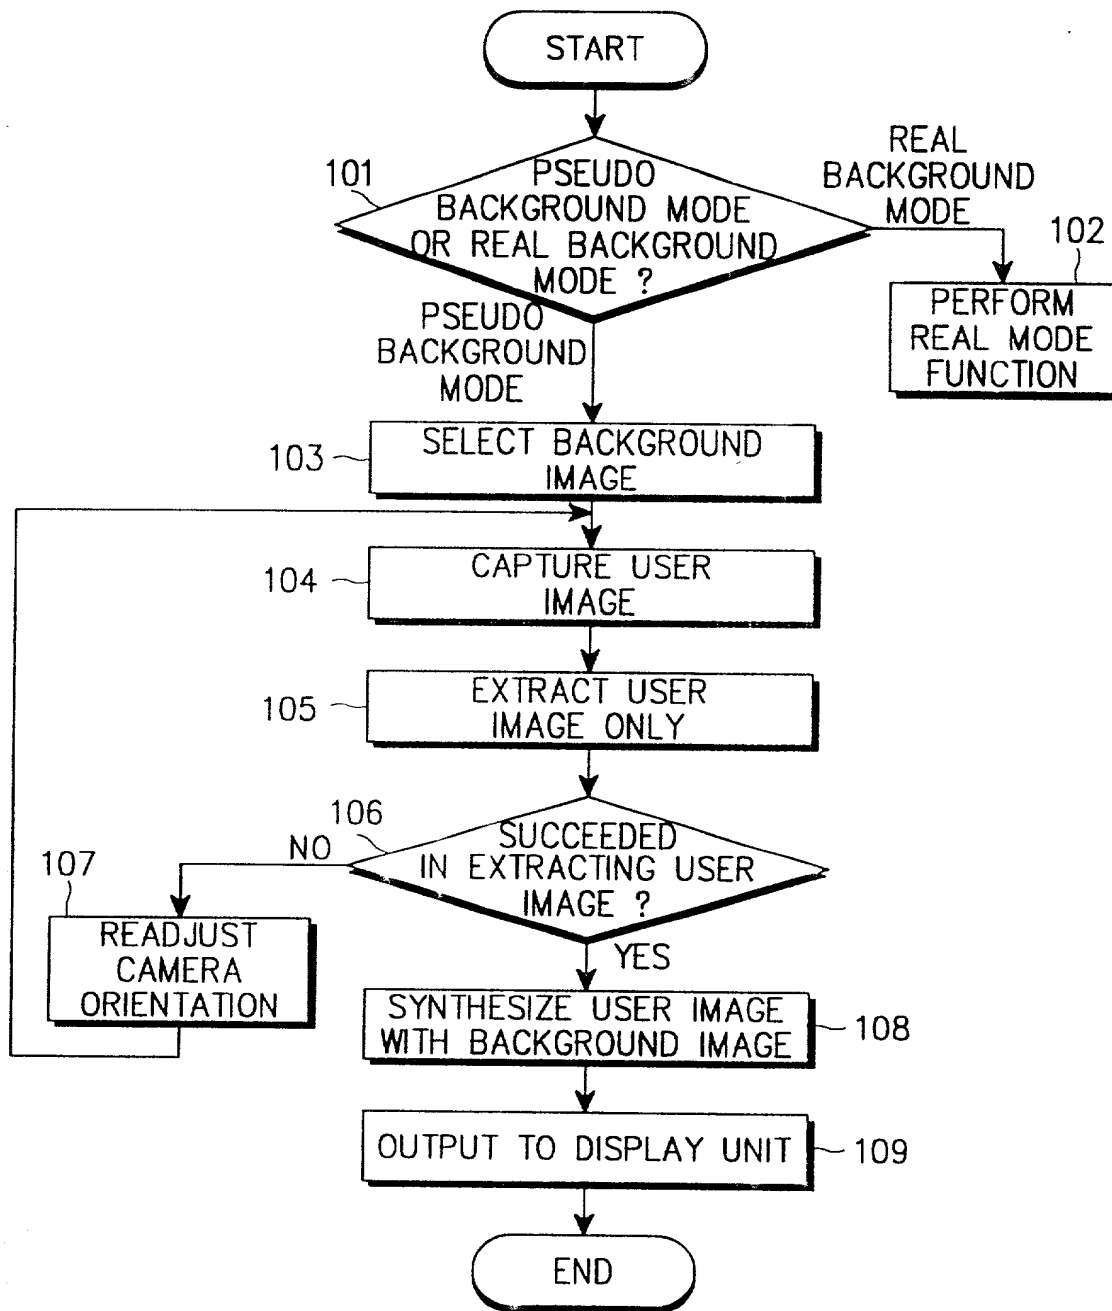 START
101
PSEUDO
BACKGROUND MODE
OR REAL BACKGROUND
MODE ?
REAL
BACKGROUND
MODE
102
PERFORM
REAL MODE
FUNCTION
PSEUDO
BACKGROUND
MODE
103
SELECT BACKGROUND
IMAGE
104
CAPTURE USER
IMAGE
105
EXTRACT USER
IMAGE ONLY
106
SUCCEEDED
IN EXTRACTING USER
IMAGE ?
NO
107
READJUST
CAMERA
ORIENTATION
YES
SYNTHESIZE USER IMAGE
WITH BACKGROUND IMAGE
108
OUTPUT TO DISPLAY UNIT
109
END